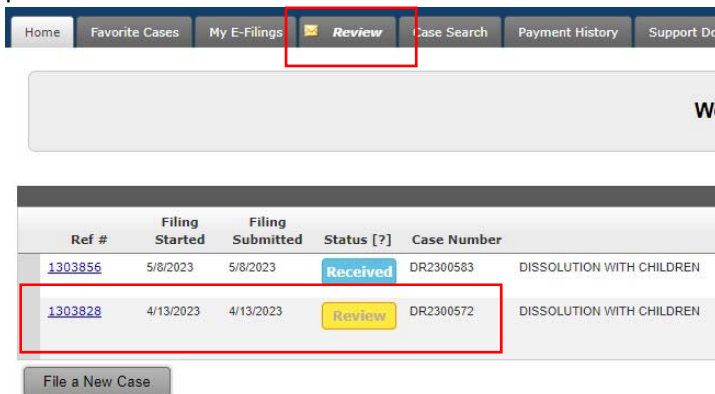 Home Favorite Cases My E-Filings Review Case Search Payment History Support
Ref # Filing Started Filing Submitted Status [?] Case Number
1303856 5/8/2023 5/8/2023 Received DR2300583 DISSOLUTION WITH CHILDREN
1303828 4/13/2023 4/13/2023 Review DR2300572 DISSOLUTION WITH CHILDREN
File a New Case